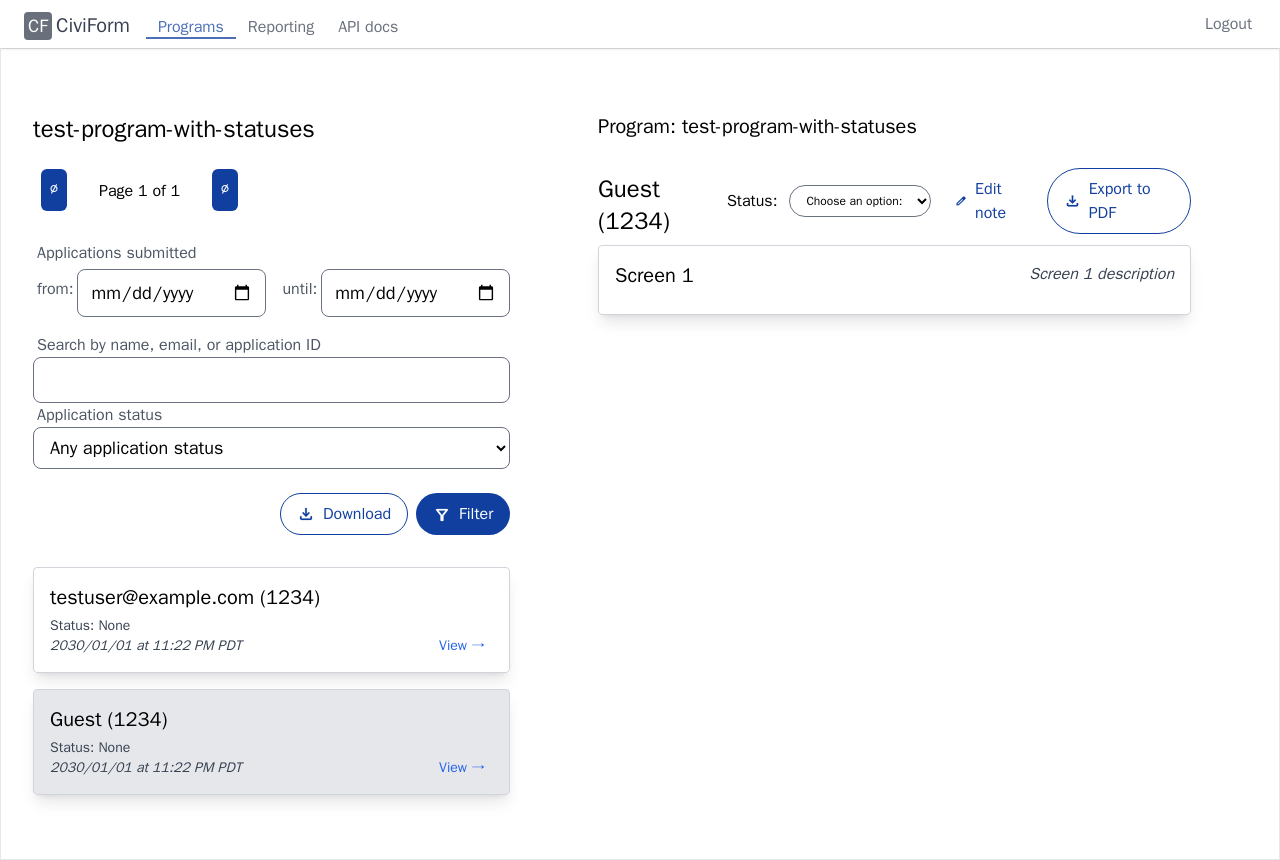 CF CiviForm Programs Reporting API docs Logout
test-program-with-statuses
∅ Page 1 of 1 ∅
Applications submitted
from: mm/dd/yyyy until: mm/dd/yyyy
Search by name, email, or application ID
Application status
Any application status
Download Filter
testuser@example.com (1234)
Status: None
2030/01/01 at 11:22 PM PDT View →
Guest (1234)
Status: None
2030/01/01 at 11:22 PM PDT View →
Program: test-program-with-statuses
Guest
(1234)
Status: Choose an option:
Edit
note
Export to
PDF
Screen 1 Screen 1 description